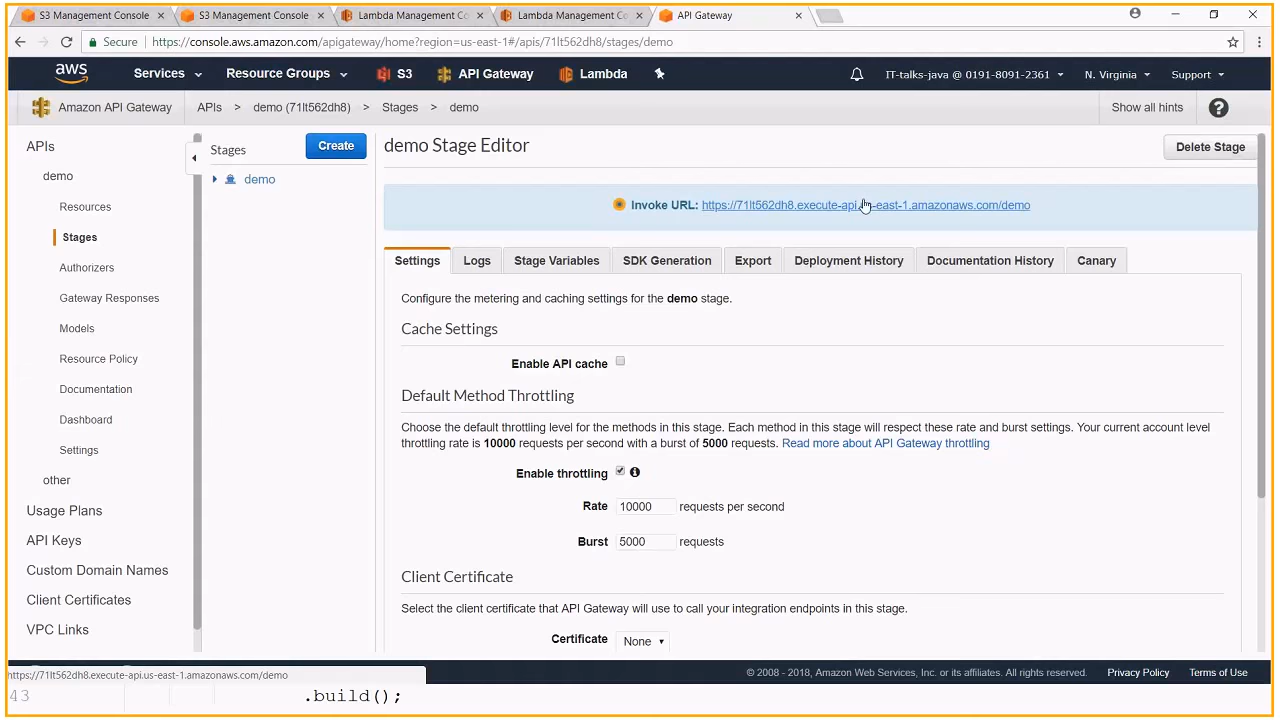 S3 Management Console
S3 Management Console
Lambda Management Co
Lambda Management Co
API Gateway
Secure
https://console.aws.amazon.com/apigateway/home?region=us-east-1#/apis/71lt562dh8/stages/demo
aws Services Resource Groups S3 API Gateway Lambda IT-talks-java @ 0191-8091-2361 N. Virginia Support
Amazon API Gateway APIs > demo (71lt562dh8) > Stages > demo Show all hints ?
APIs
demo
Resources
Stages
Authorizers
Gateway Responses
Models
Resource Policy
Documentation
Dashboard
Settings
other
Usage Plans
API Keys
Custom Domain Names
Client Certificates
VPC Links
Stages Create
demo
demo Stage Editor Delete Stage
Invoke URL: https://71lt562dh8.execute-api.us-east-1.amazonaws.com/demo
Settings Logs Stage Variables SDK Generation Export Deployment History Documentation History Canary
Configure the metering and caching settings for the demo stage.
Cache Settings
Enable API cache
Default Method Throttling
Choose the default throttling level for the methods in this stage. Each method in this stage will respect these rate and burst settings. Your current account level
throttling rate is 10000 requests per second with a burst of 5000 requests. Read more about API Gateway throttling
Enable throttling
Rate 10000 requests per second
Burst 5000 requests
Client Certificate
Select the client certificate that API Gateway will use to call your integration endpoints in this stage.
Certificate None
https://71lt562dh8.execute-api.us-east-1.amazonaws.com/demo
© 2008 - 2018, Amazon Web Services, Inc. or its affiliates. All rights reserved. Privacy Policy Terms of Use
43 .build();